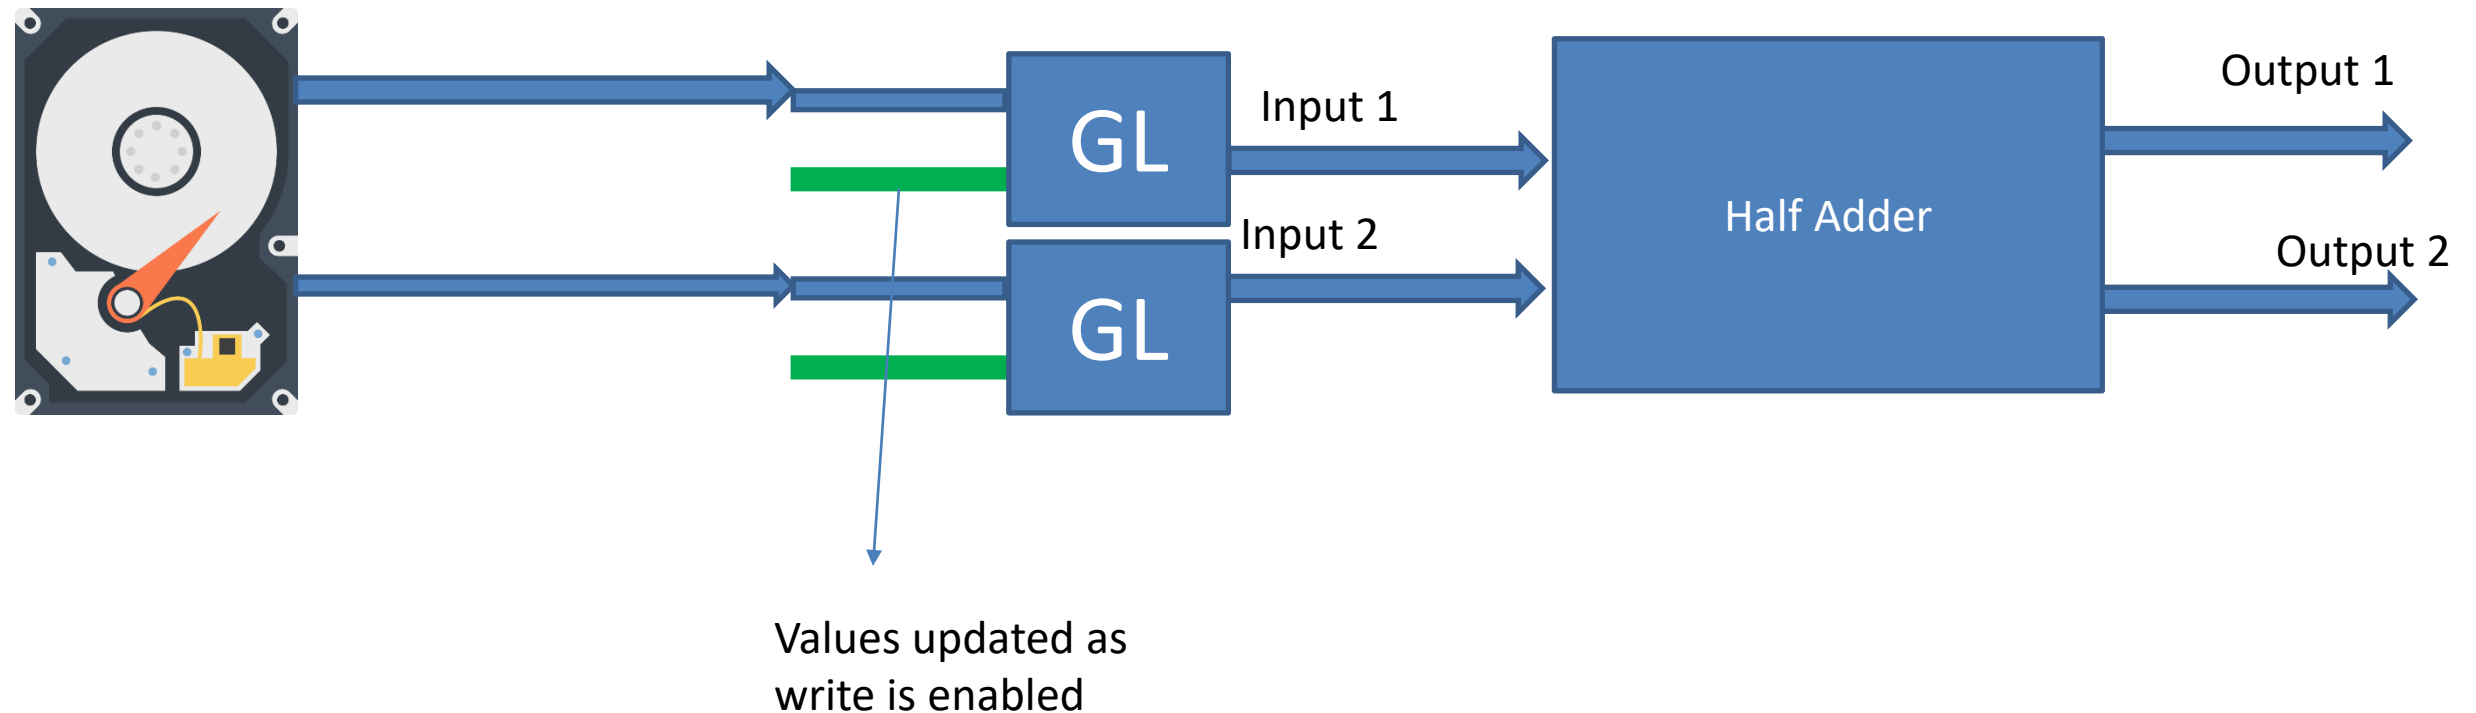 GL
Input 1
Input 2
GL
Half Adder
Output 1
Output 2
Values updated as
write is enabled